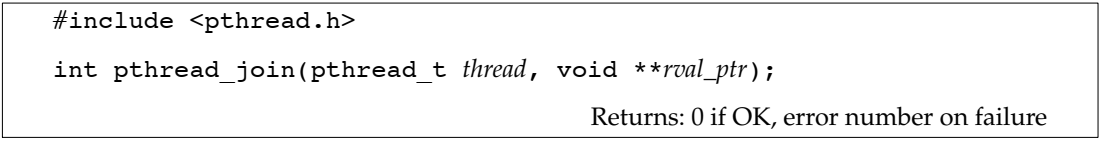 #include <pthread.h>
int pthread_join(pthread_t thread, void **rval_ptr);
Returns: 0 if OK, error number on failure